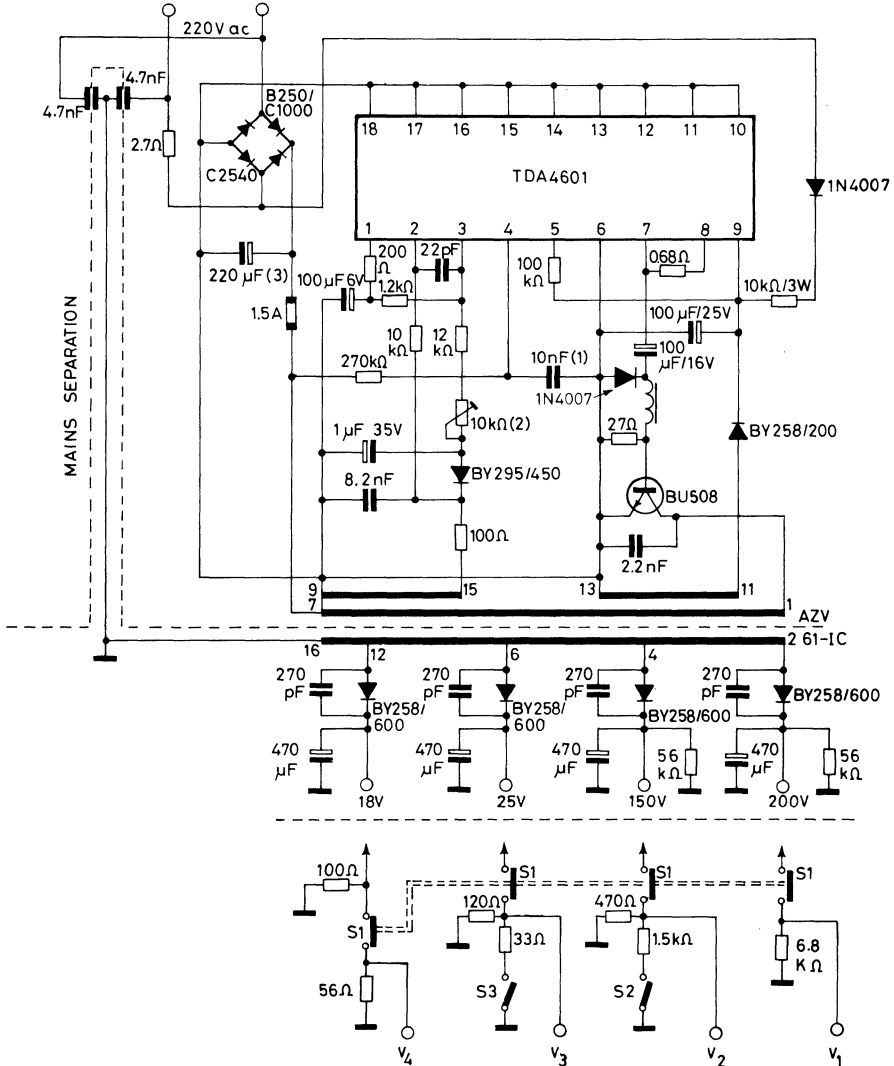 220V ac
4.7nF
4.7nF
B250/
C1000
C2540
2.7Ω
18 17 16 15 14 13 12 11 10
TDA4601
1 2 3 4 5 6 7 8 9
1N4007
200
Ω
22pF
100
kΩ
0.68Ω
10kΩ/3W
220 µF(3)
100µF6V
1.2kΩ
100 µF/25V
1.5A
10
kΩ
12
kΩ
100
µF/16V
270kΩ
10nF(1)
1N4007
MAINS SEPARATION
10kΩ(2)
27Ω
BY258/200
1µF 35V
BY295/450
8.2nF
BU508
100Ω
2.2nF
9 15 13 11
7 1
AZV
61-IC
16 12 6 4 2
270
pF
BY258/
600
270
pF
BY258/
600
270
pF
BY258/600
270
pF
BY258/600
470
µF
470
µF
470
µF
56
kΩ
470
µF
56
kΩ
18V 25V 150V 200V
100Ω
S1
S1
S1
S1
120Ω
470Ω
33Ω
1.5kΩ
6.8
KΩ
56Ω
S3
S2
V4 V3 V2 V1